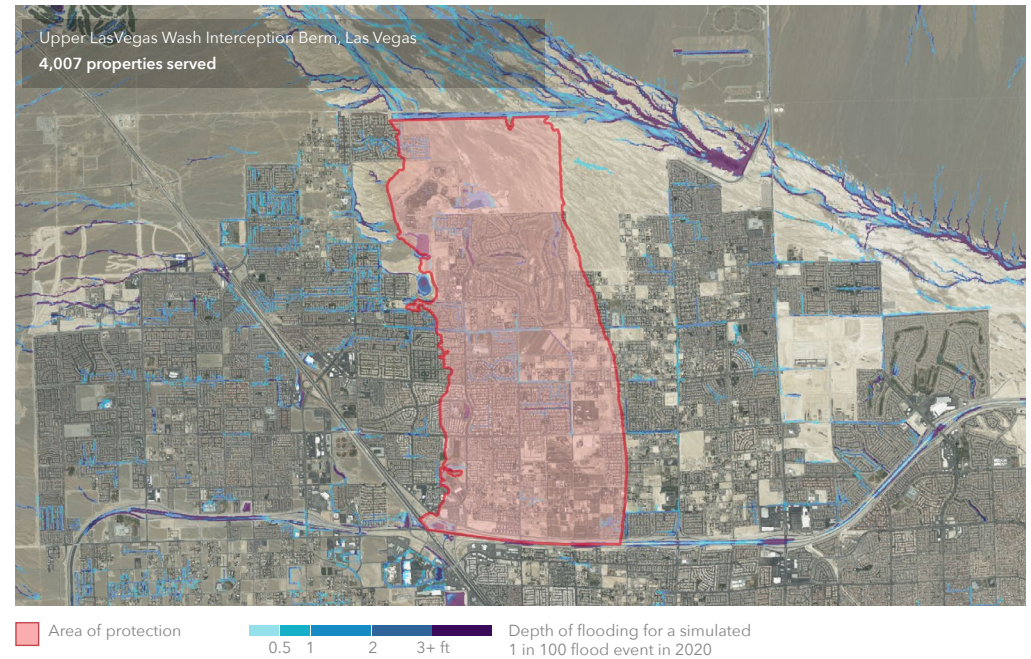 Upper LasVegas Wash Interception Berm, Las Vegas
4,007 properties served
Area of protection
0.5 1 2 3+ ft
Depth of flooding for a simulated
1 in 100 flood event in 2020